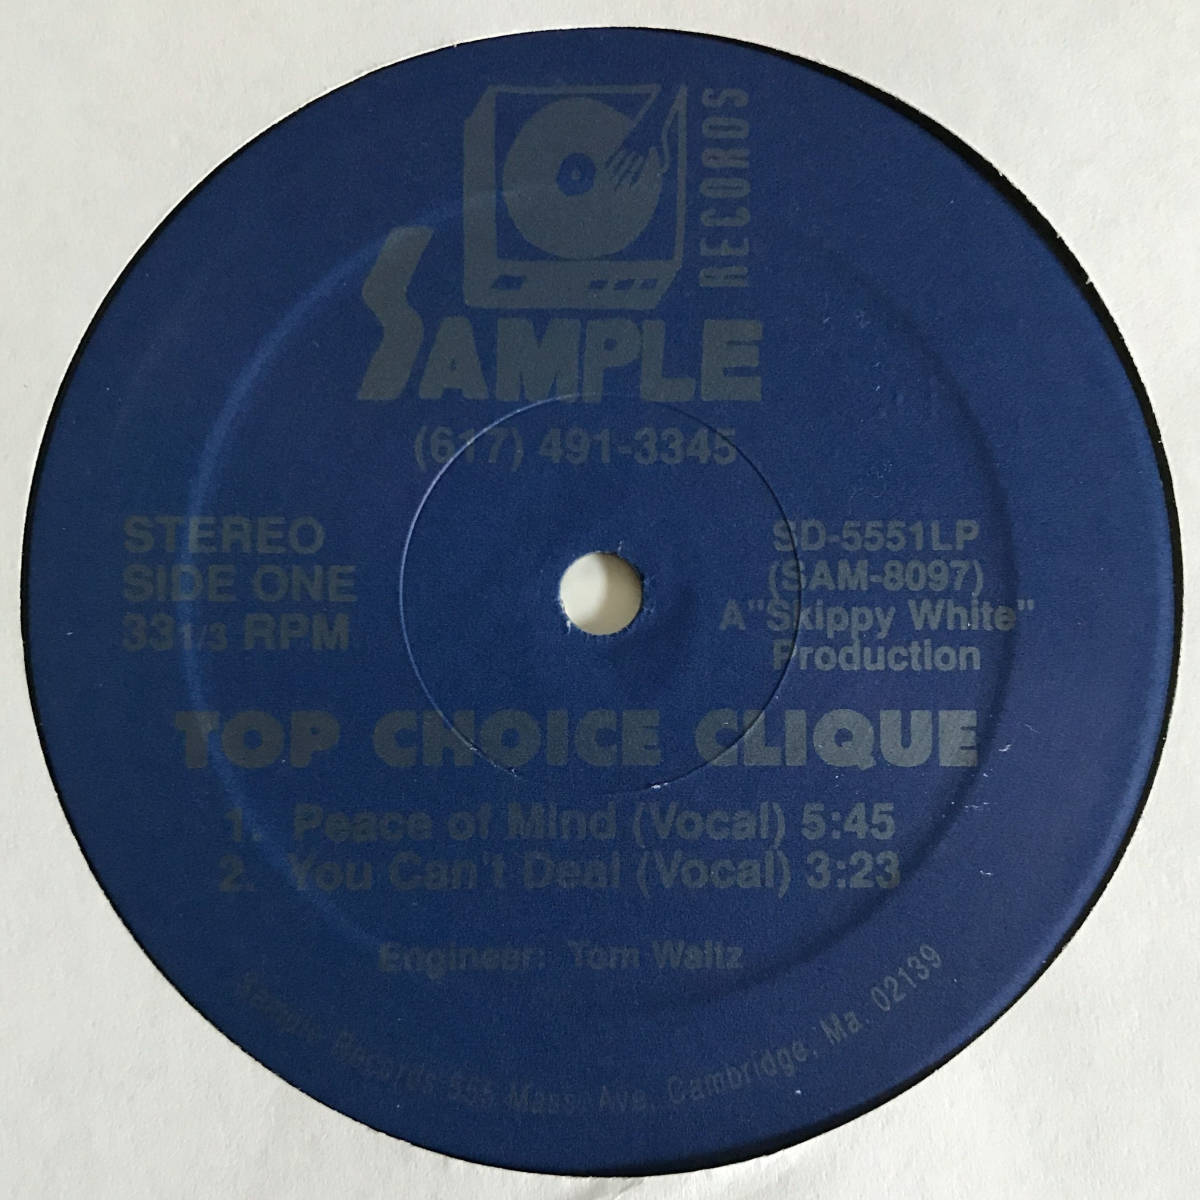 SAMPLE
RECORDS
(617) 491-3345
STEREO
SIDE ONE
33 1/3 RPM
SD-5551LP
(SAM-8097)
A "Skippy White"
Production
TOP CHOICE CLIQUE
1. Peace of Mind (Vocal) 5:45
2. You Can't Deal (Vocal) 3:23
Engineer: Tom Waltz
Sample Records 555 Mass. Ave. Cambridge, Ma. 02139